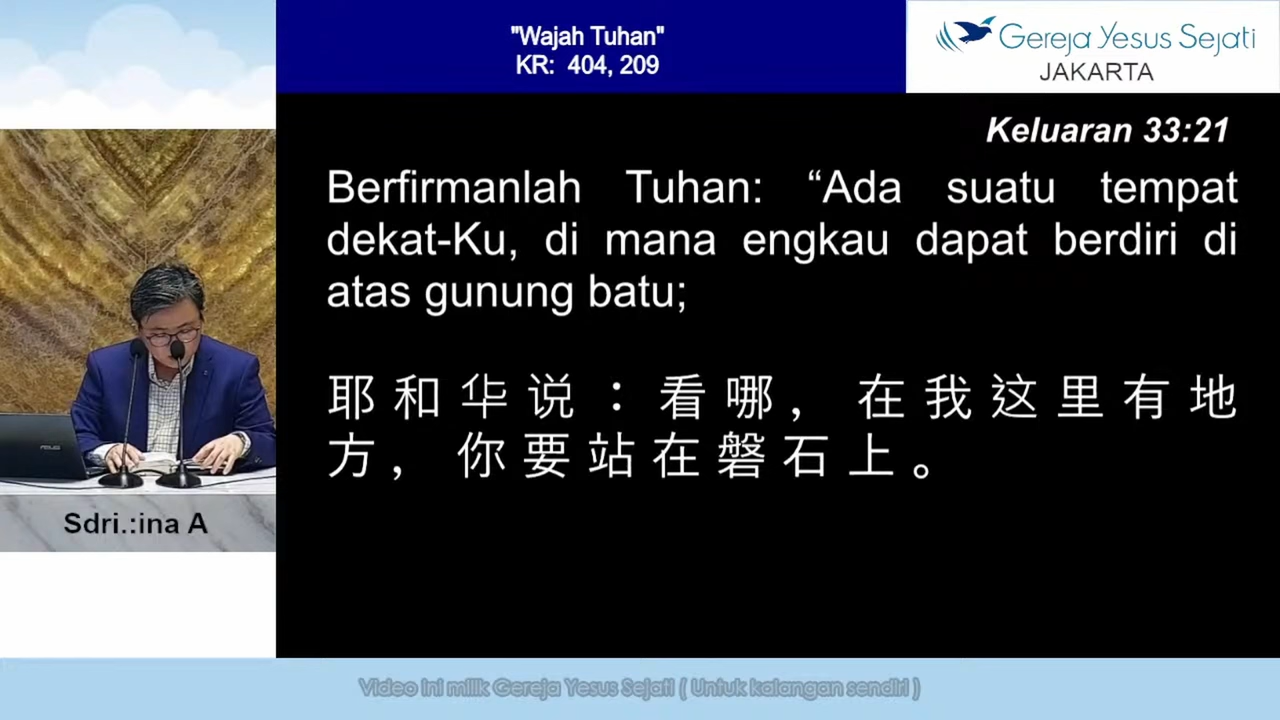 "Wajah Tuhan"
KR: 404, 209
Gereja Yesus Sejati
JAKARTA
Keluaran 33:21
Berfirmanlah Tuhan: “Ada suatu tempat
dekat-Ku, di mana engkau dapat berdiri di
atas gunung batu;
耶和华说：看哪，在我这里有地
方，你要站在磐石上。
ASUS
Sdri.:ina A
Video ini milik Gereja Yesus Sejati ( Untuk kalangan sendiri )